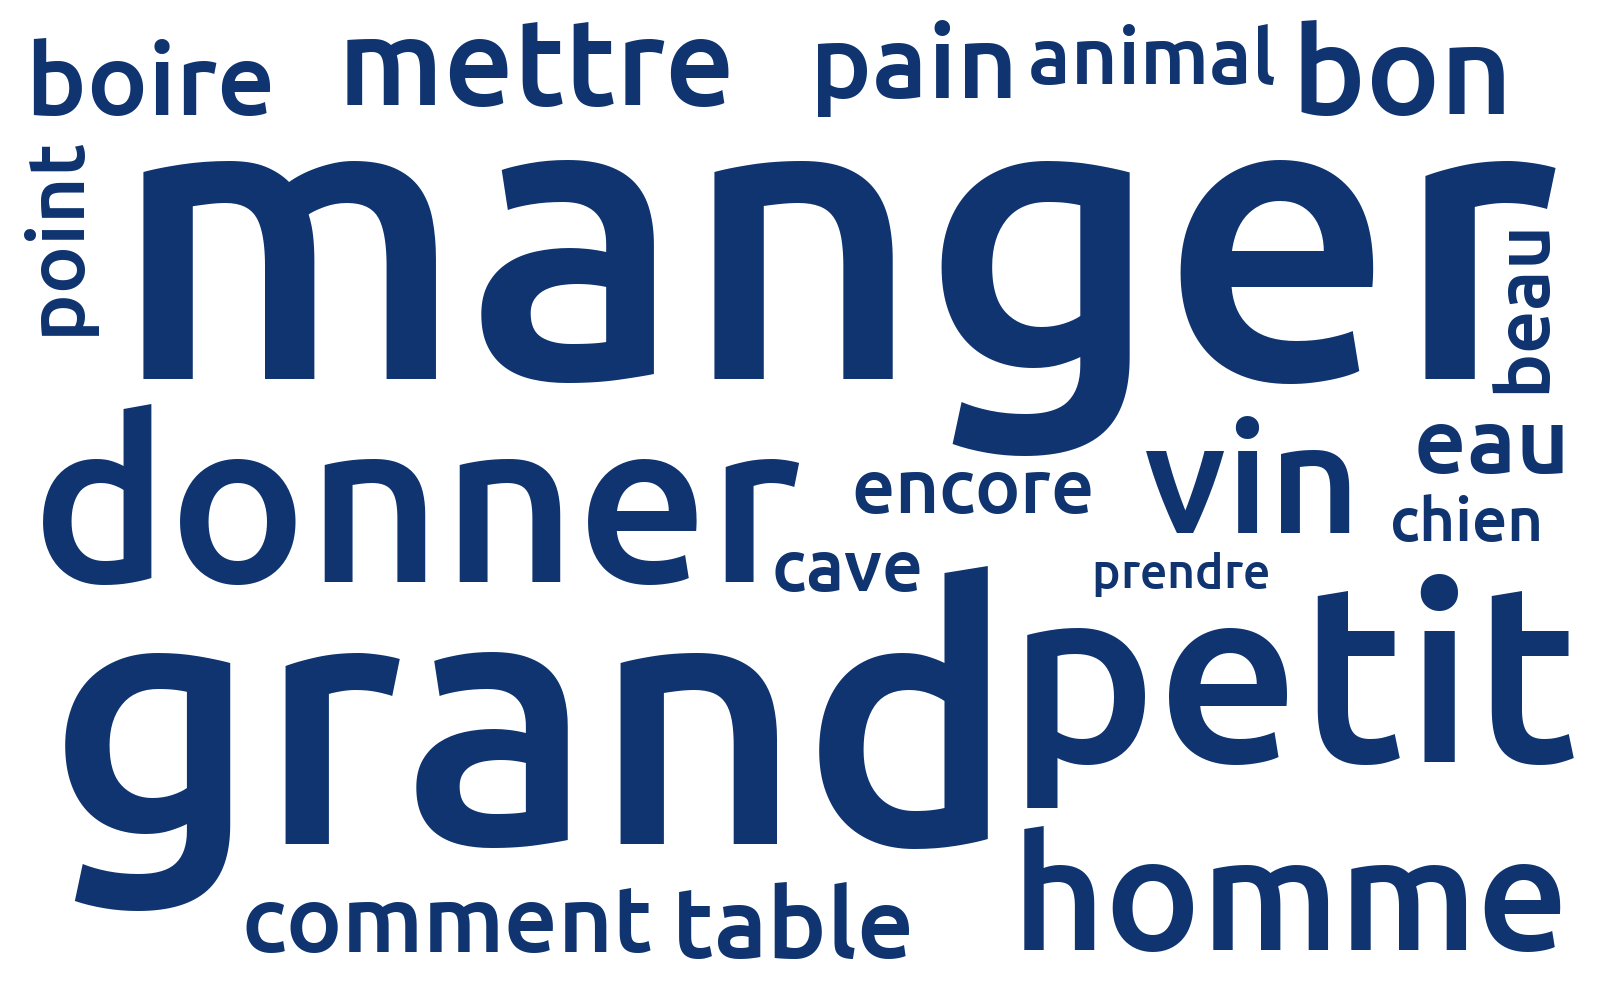 boire mettre pain animal bon
point manger beau
donner encore vin eau
cave prendre chien
grand petit
comment table homme